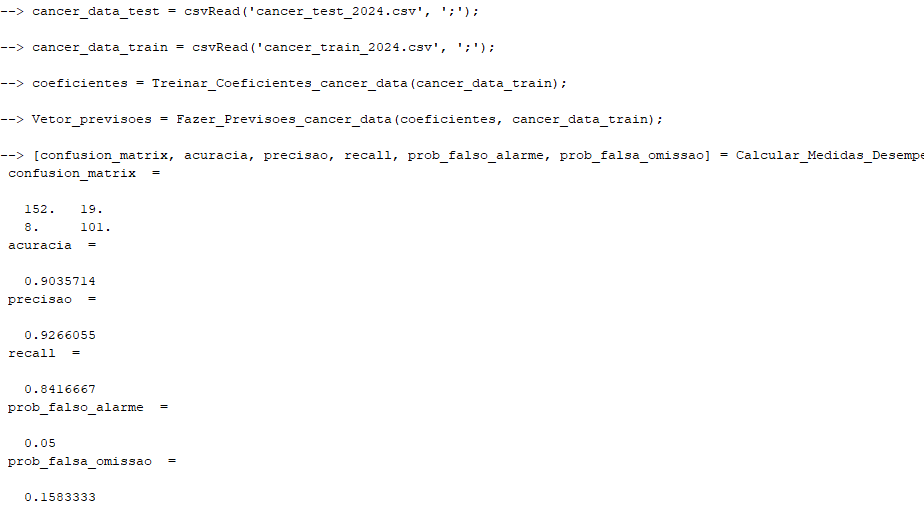 --> cancer_data_test = csvRead('cancer_test_2024.csv', ';');
--> cancer_data_train = csvRead('cancer_train_2024.csv', ';');
--> coeficientes = Treinar_Coeficientes_cancer_data(cancer_data_train);
--> Vetor_previsoes = Fazer_Previsoes_cancer_data(coeficientes, cancer_data_train);
--> [confusion_matrix, acuracia, precisao, recall, prob_falso_alarme, prob_falsa_omissao] = Calcular_Medidas_Desempe
confusion_matrix =
152. 19.
8. 101.
acuracia =
0.9035714
precisao =
0.9266055
recall =
0.8416667
prob_falso_alarme =
0.05
prob_falsa_omissao =
0.1583333